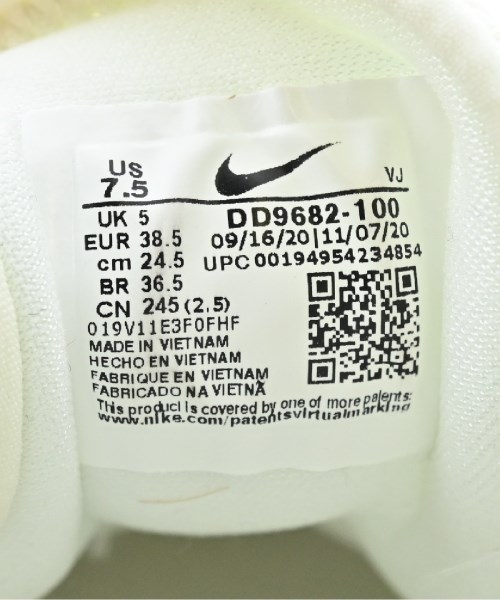 US
7.5
VJ
UK 5
EUR 38.5
cm 24.5
BR 36.5
CN 245 (2.5)
DD9682-100
09/16/20|11/07/20
UPC 00194954234854
019V11E3F0FHF
MADE IN VIETNAM
HECHO EN VIETNAM
FABRIQUE EN VIETNAM
FABRICADO NA VIETNÃ
This product is covered by one of more patents:
www.nike.com/patentsvirtualmarking